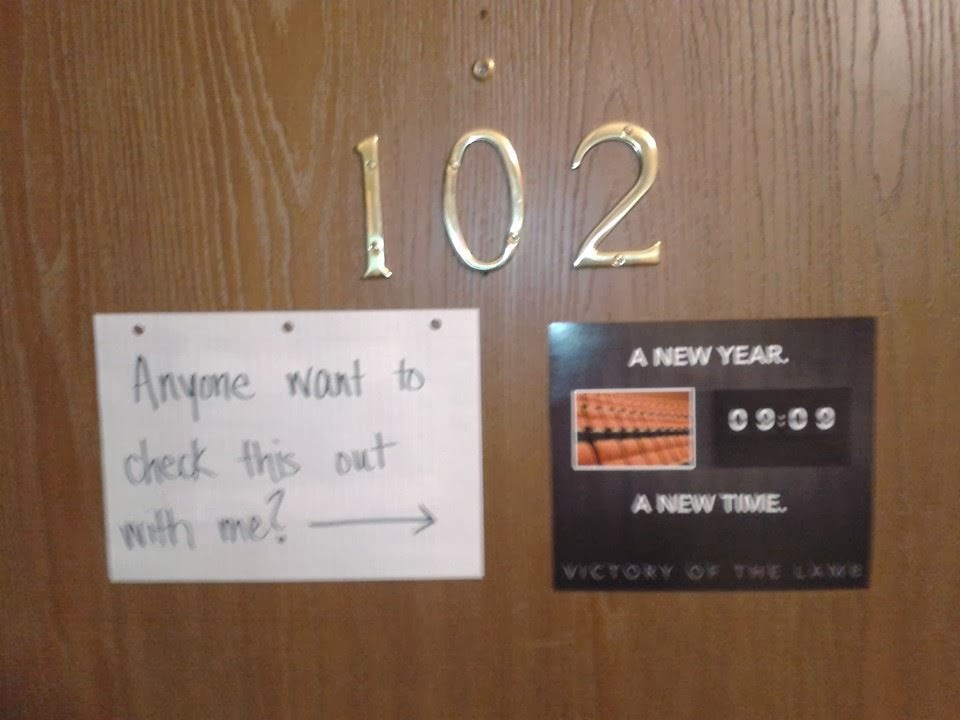 102
Anyone want to
check this out
with me?
A NEW YEAR.
09:09
A NEW TIME.
VICTORY OF THE LAMB